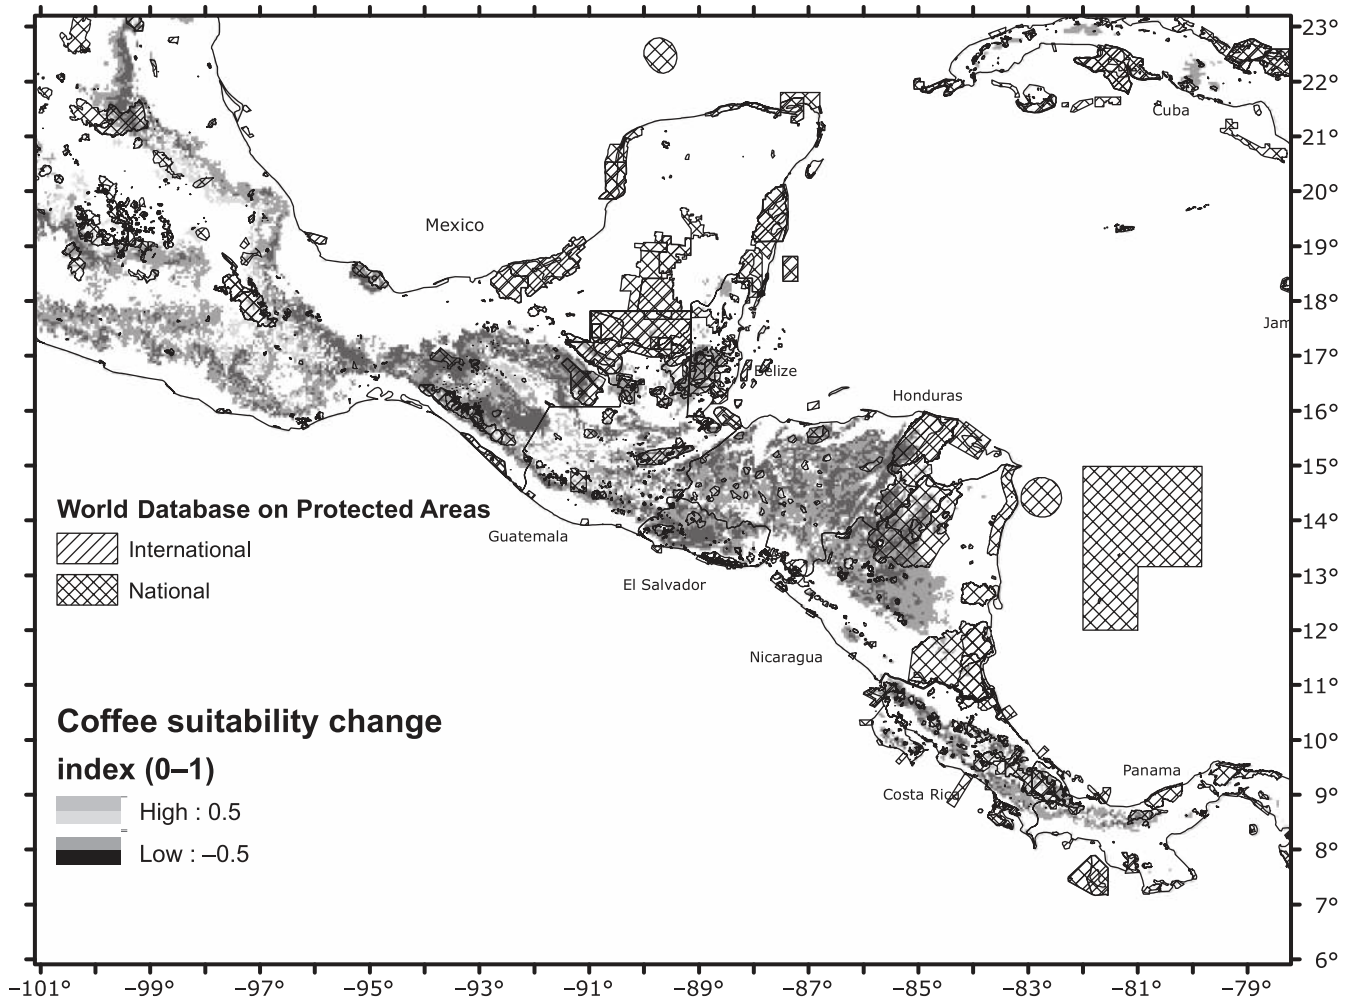 23°
22°
Cuba
21°
20°
Mexico
19°
18°
Jam
17°
Belize
Honduras
16°
15°
World Database on Protected Areas
International
National
14°
Guatemala
13°
El Salvador
12°
Nicaragua
11°
Coffee suitability change
index (0–1)
High : 0.5
Low : –0.5
10°
Panama
Costa Rica
9°
8°
7°
6°
–101° –99° –97° –95° –93° –91° –89° –87° –85° –83° –81° –79°